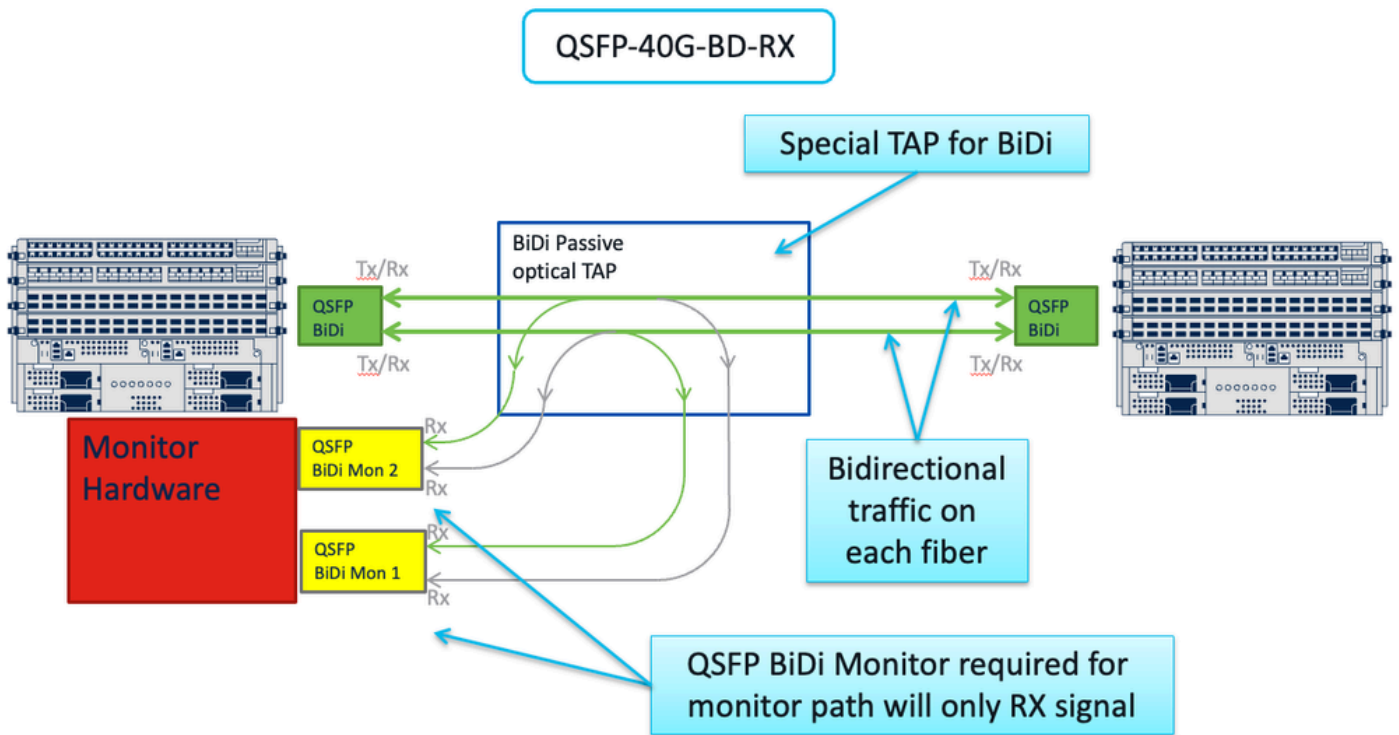 QSFP-40G-BD-RX
Special TAP for BiDi
BiDi Passive
optical TAP
Tx/Rx
Tx/Rx
QSFP
BiDi
QSFP
BiDi
Tx/Rx
Tx/Rx
Monitor
Hardware
QSFP
BiDi Mon 2
Rx
Rx
QSFP
BiDi Mon 1
Rx
Rx
Bidirectional
traffic on
each fiber
QSFP BiDi Monitor required for
monitor path will only RX signal